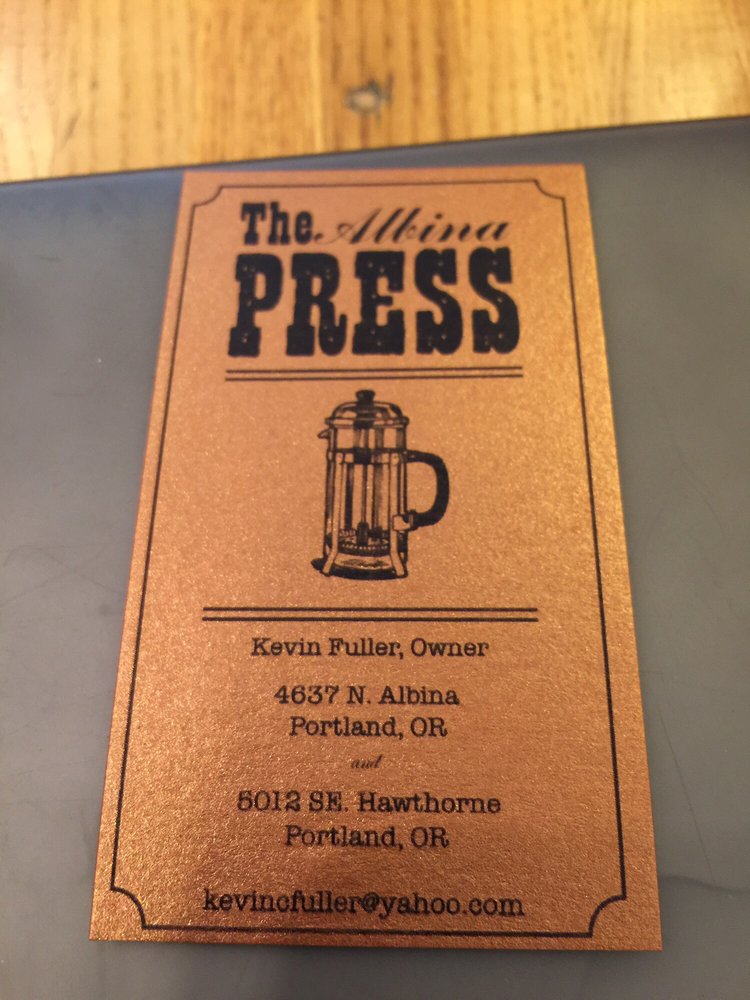 The Albina
PRESS
Kevin Fuller, Owner
4637 N. Albina
Portland, OR
and
5012 SE. Hawthorne
Portland, OR
kevincfuller@yahoo.com